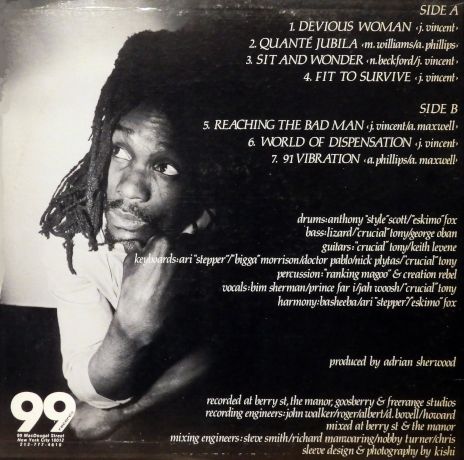 SIDE A
1. DEVIOUS WOMAN ‹j. vincent›
2. QUANTÉ JUBILA ‹m. williams/a. phillips›
3. SIT AND WONDER ‹n. beckford/j. vincent›
4. FIT TO SURVIVE ‹j. vincent›
SIDE B
5. REACHING THE BAD MAN ‹j. vincent/a. maxwell›
6. WORLD OF DISPENSATION ‹j. vincent›
7. 91 VIBRATION ‹a. phillips/a. maxwell›
drums:anthony "style" scott/"eskimo" fox
bass:lizard/"crucial" tony/george oban
guitars:"crucial" tony/keith levene
keyboards:ari "stepper"/"bigga" morrison/doctor pablo/nick plytas/"crucial" tony
percussion: "ranking magoo" & creation rebel
vocals:bim sherman/prince far i/jah woosh/"crucial" tony
harmony:basheeba/ari "stepper"/"eskimo" fox
produced by adrian sherwood
recorded at berry st, the manor, gooseberry & freerange studios
recording engineers:john walker/roger/albert/d. bovell/howard
mixed at berry st & the manor
mixing engineers:steve smith/richard manwaring/nobby turner/chris
sleeve design & photography by kishi
99
99 MacDougal Street
New York City 10012
212-777-4610